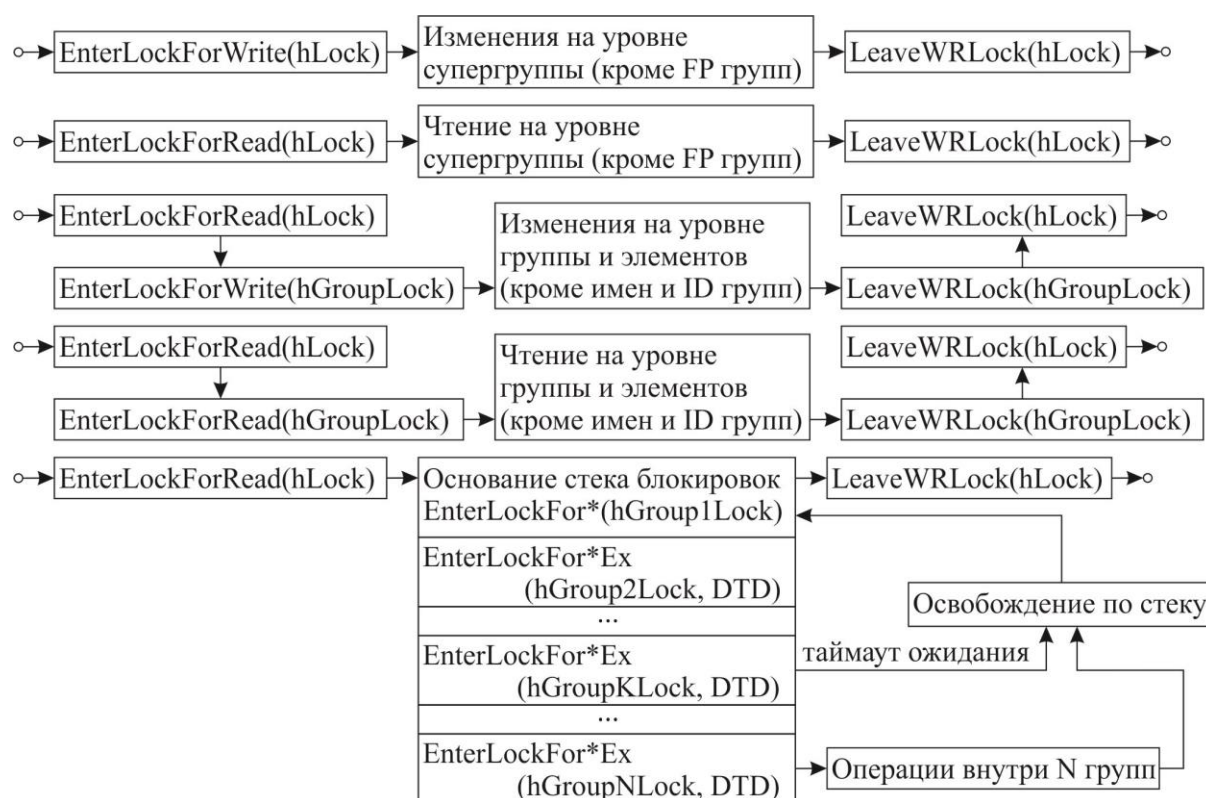 EnterLockForWrite(hLock)
Изменения на уровне
супергруппы (кроме FP групп)
LeaveWRLock(hLock)
EnterLockForRead(hLock)
Чтение на уровне
супергруппы (кроме FP групп)
LeaveWRLock(hLock)
EnterLockForRead(hLock)
EnterLockForWrite(hGroupLock)
Изменения на уровне
группы и элементов
(кроме имен и ID групп)
LeaveWRLock(hLock)
LeaveWRLock(hGroupLock)
EnterLockForRead(hLock)
EnterLockForRead(hGroupLock)
Чтение на уровне
группы и элементов
(кроме имен и ID групп)
LeaveWRLock(hLock)
LeaveWRLock(hGroupLock)
EnterLockForRead(hLock)
Основание стека блокировок
EnterLockFor*(hGroup1Lock)
LeaveWRLock(hLock)
EnterLockFor*Ex
(hGroup2Lock, DTD)
...
EnterLockFor*Ex
(hGroupKLock, DTD)
...
EnterLockFor*Ex
(hGroupNLock, DTD)
таймаут ожидания
Освобождение по стеку
Операции внутри N групп